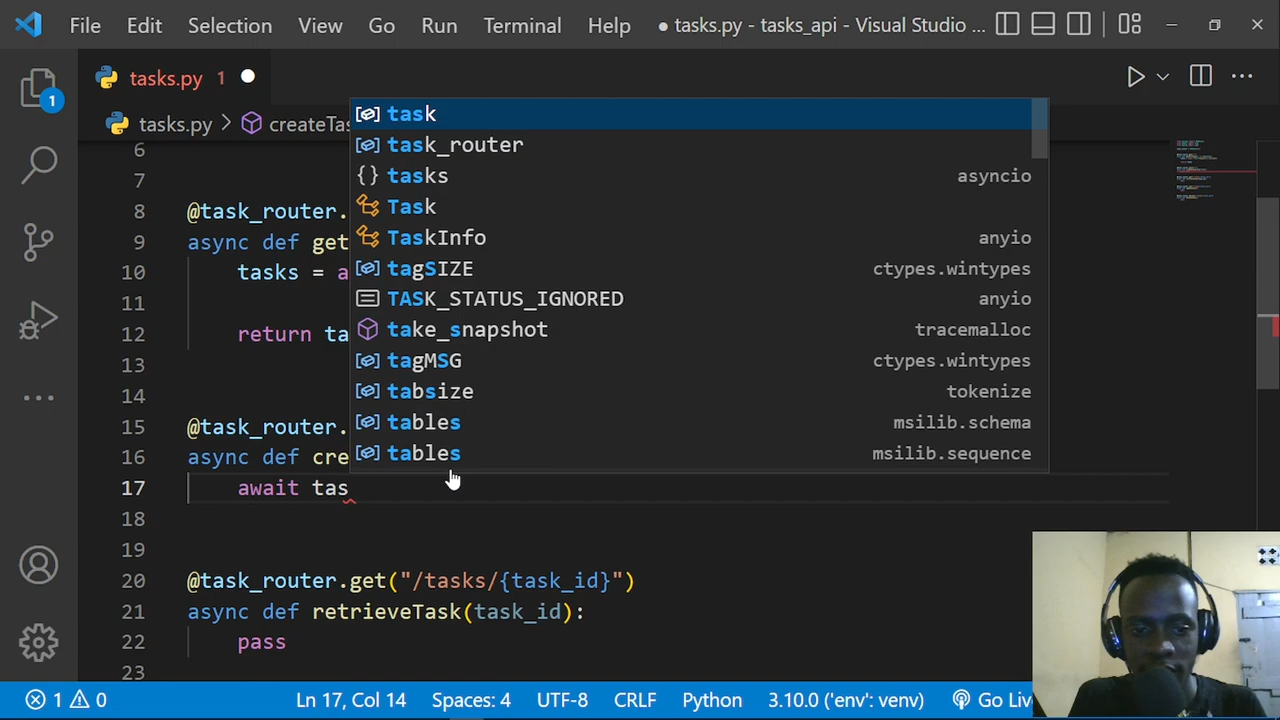 File Edit Selection View Go Run Terminal Help ● tasks.py - tasks_api - Visual Studio ...
tasks.py 1
1
tasks.py > createTas
task
task_router
tasks asyncio
Task
TaskInfo anyio
tagSIZE ctypes.wintypes
TASK_STATUS_IGNORED anyio
take_snapshot tracemalloc
tagMSG ctypes.wintypes
tabsize tokenize
tables msilib.schema
tables msilib.sequence
6
7
8 @task_router.
9 async def get
10 tasks = a
11
12 return ta
13
14
15 @task_router.
16 async def cre
17 await tas
18
19
20 @task_router.get("/tasks/{task_id}")
21 async def retrieveTask(task_id):
22 pass
23
1 0 Ln 17, Col 14 Spaces: 4 UTF-8 CRLF Python 3.10.0 ('env': venv) Go Liv